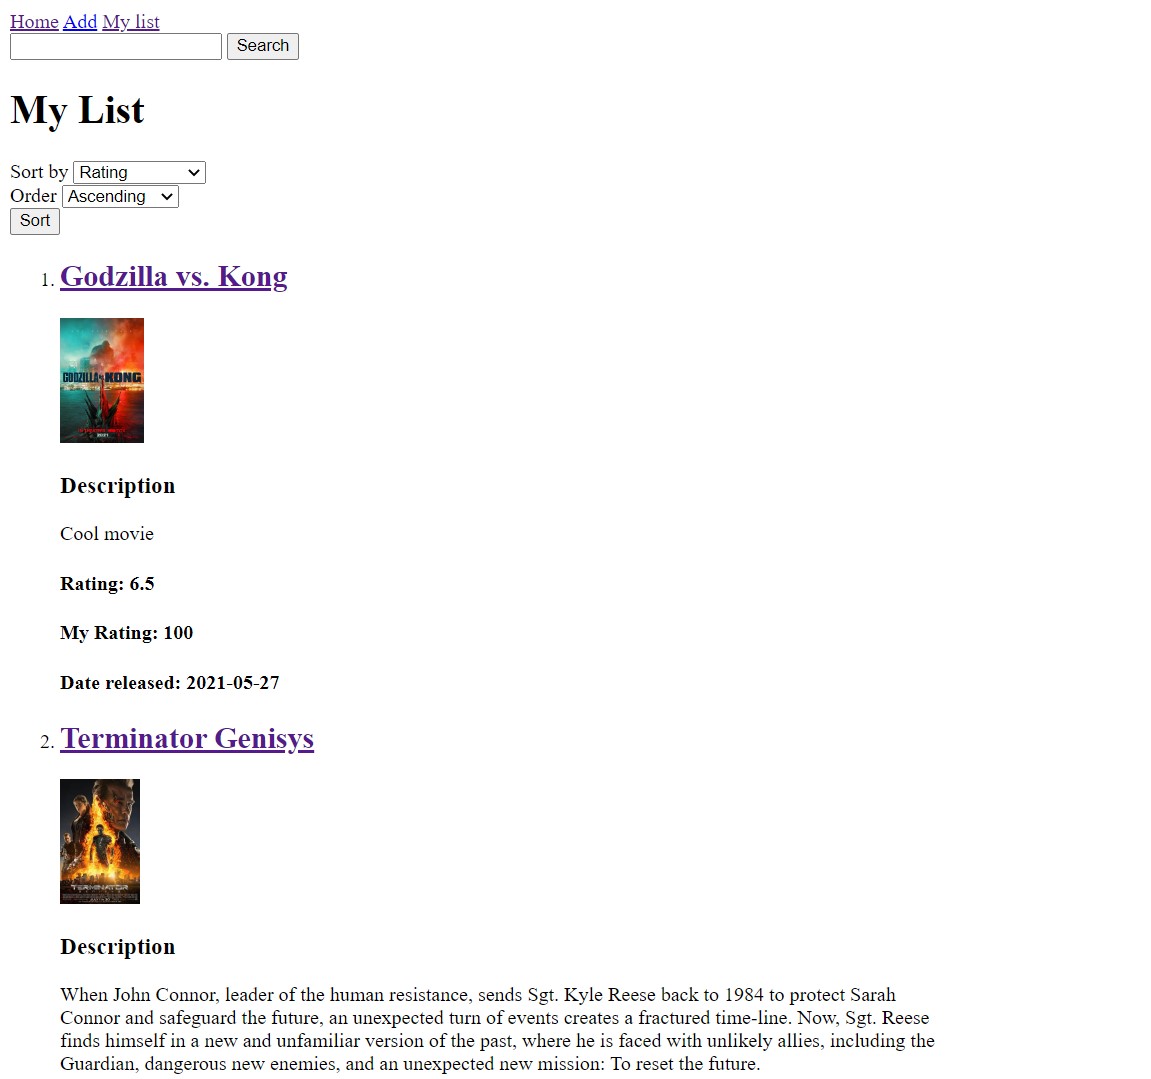 Home Add My list
Search
My List
Sort by Rating
Order Ascending
Sort
1. Godzilla vs. Kong
GODZILLA vs KONG
Description
Cool movie
Rating: 6.5
My Rating: 100
Date released: 2021-05-27
2. Terminator Genisys
TERMINATOR
Description
When John Connor, leader of the human resistance, sends Sgt. Kyle Reese back to 1984 to protect Sarah
Connor and safeguard the future, an unexpected turn of events creates a fractured time-line. Now, Sgt. Reese
finds himself in a new and unfamiliar version of the past, where he is faced with unlikely allies, including the
Guardian, dangerous new enemies, and an unexpected new mission: To reset the future.